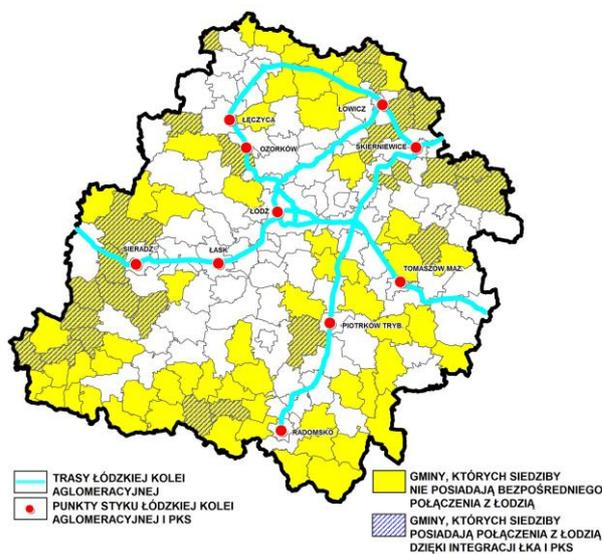 ŁOWICZ
ŁĘCZYCA
OZORKÓW
SKIERNIEWICE
ŁÓDŹ
SIERADZ
ŁASK
TOMASZÓW MAZ.
PIOTRKÓW TRYB.
RADOMSKO
TRASY ŁÓDZKIEJ KOLEI
AGLOMERACYJNEJ
PUNKTY STYKU ŁÓDZKIEJ KOLEI
AGLOMERACYJNEJ I PKS
GMINY, KTÓRYCH SIEDZIBY
NIE POSIADAJĄ BEZPOŚREDNIEGO
POŁĄCZENIA Z ŁODZIĄ
GMINY, KTÓRYCH SIEDZIBY
POSIADAJĄ POŁĄCZENIA Z ŁODZIĄ
DZIĘKI INTEGRACJI ŁKA I PKS